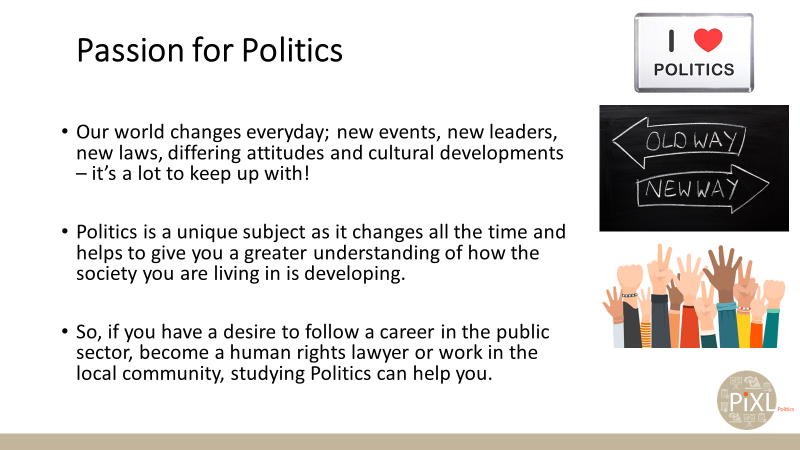 Passion for Politics
• Our world changes everyday; new events, new leaders,
new laws, differing attitudes and cultural developments
– it's a lot to keep up with!
• Politics is a unique subject as it changes all the time and
helps to give you a greater understanding of how the
society you are living in is developing.
• So, if you have a desire to follow a career in the public
sector, become a human rights lawyer or work in the
local community, studying Politics can help you.
I ❤
POLITICS
OLD WAY
NEW WAY
PiXL Politics